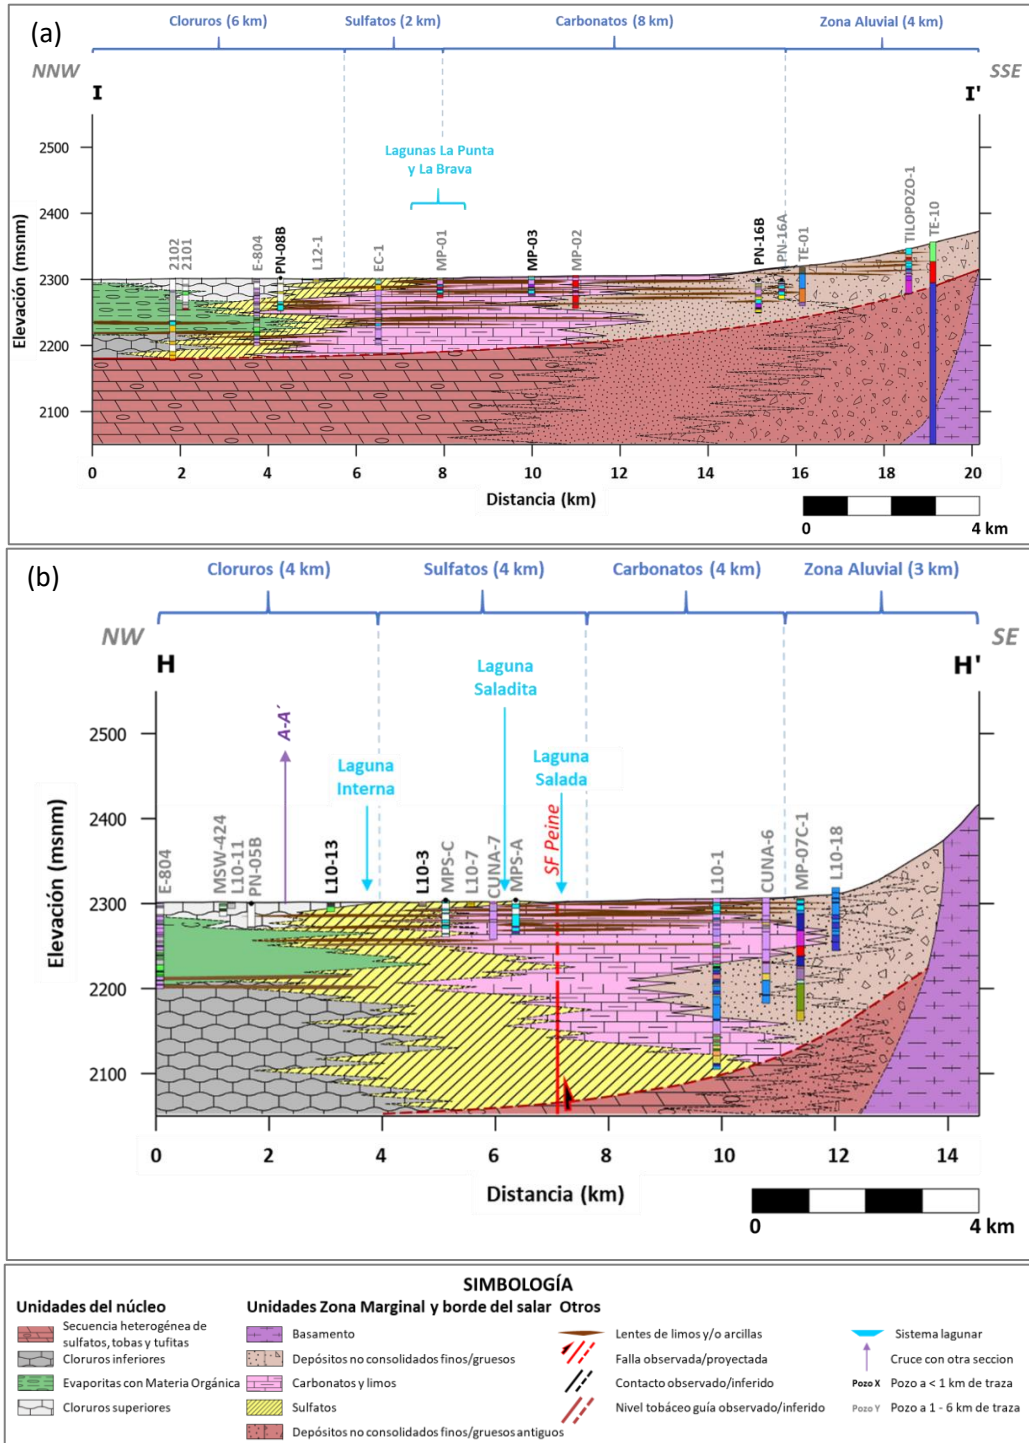 (a)
Cloruros (6 km)
Sulfatos (2 km)
Carbonatos (8 km)
Zona Aluvial (4 km)
NNW
SSE
I
I'
Lagunas La Punta
y La Brava
2500
2400
2300
2200
2100
2500
2400
2300
2200
2100
Elevación (msnm)
2102
2101
E-804
PN-08B
L12-1
EC-1
MP-01
MP-03
MP-02
PN-16B
PN-16A
TE-01
TILOPOZO-1
TE-10
0
2
4
6
8
10
12
14
16
18
20
Distancia (km)
0
4 km
(b)
Cloruros (4 km)
Sulfatos (4 km)
Carbonatos (4 km)
Zona Aluvial (3 km)
NW
SE
H
H'
Laguna
Saladita
A-A´
Laguna
Interna
Laguna
Salada
SF Peine
2500
2400
2300
2200
2100
Elevación (msnm)
E-804
MSW-424
L10-11
PN-05B
L10-13
L10-3
MPS-C
L10-7
CUNA-7
MPS-A
L10-1
CUNA-6
MP-07C-1
L10-18
0
2
4
6
8
10
12
14
Distancia (km)
0
4 km
SIMBOLOGÍA
Unidades del núcleo
Secuencia heterogénea de
sulfatos, tobas y tufitas
Cloruros inferiores
Evaporitas con Materia Orgánica
Cloruros superiores
Unidades Zona Marginal y borde del salar
Basamento
Depósitos no consolidados finos/gruesos
Carbonatos y limos
Sulfatos
Depósitos no consolidados finos/gruesos antiguos
Otros
Lentes de limos y/o arcillas
Falla observada/proyectada
Contacto observado/inferido
Nivel tobáceo guía observado/inferido
Sistema lagunar
Cruce con otra seccion
Pozo X Pozo a < 1 km de traza
Pozo Y Pozo a 1 - 6 km de traza